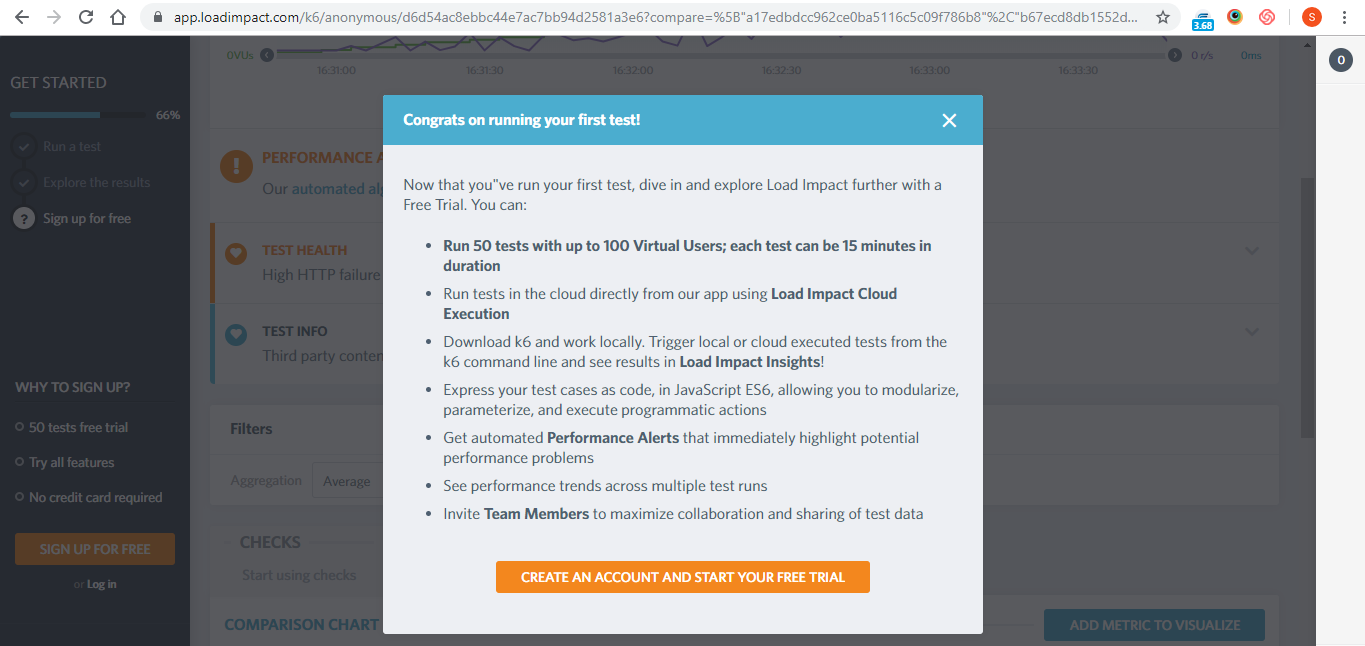 app.loadimpact.com/k6/anonymous/d6d54ac8ebbc44e7ac7bb94d2581a3e6?compare=%5B"a17edbdcc962ce0ba5116c5c09f786b8"%2C"b67ecd8db1552d...
3.68
S
0
GET STARTED
66%
Run a test
Explore the results
? Sign up for free
WHY TO SIGN UP?
50 tests free trial
Try all features
No credit card required
SIGN UP FOR FREE
or Log in
0VUs
0 r/s 0ms
16:31:00 16:31:30 16:32:00 16:32:30 16:33:00 16:33:30
! PERFORMANCE A
Our automated alg
TEST HEALTH
High HTTP failure
TEST INFO
Third party conten
Filters
Aggregation Average
CHECKS
Start using checks
COMPARISON CHART
ADD METRIC TO VISUALIZE
Congrats on running your first test!
Now that you"ve run your first test, dive in and explore Load Impact further with a
Free Trial. You can:
• Run 50 tests with up to 100 Virtual Users; each test can be 15 minutes in
duration
• Run tests in the cloud directly from our app using Load Impact Cloud
Execution
• Download k6 and work locally. Trigger local or cloud executed tests from the
k6 command line and see results in Load Impact Insights!
• Express your test cases as code, in JavaScript ES6, allowing you to modularize,
parameterize, and execute programmatic actions
• Get automated Performance Alerts that immediately highlight potential
performance problems
• See performance trends across multiple test runs
• Invite Team Members to maximize collaboration and sharing of test data
CREATE AN ACCOUNT AND START YOUR FREE TRIAL